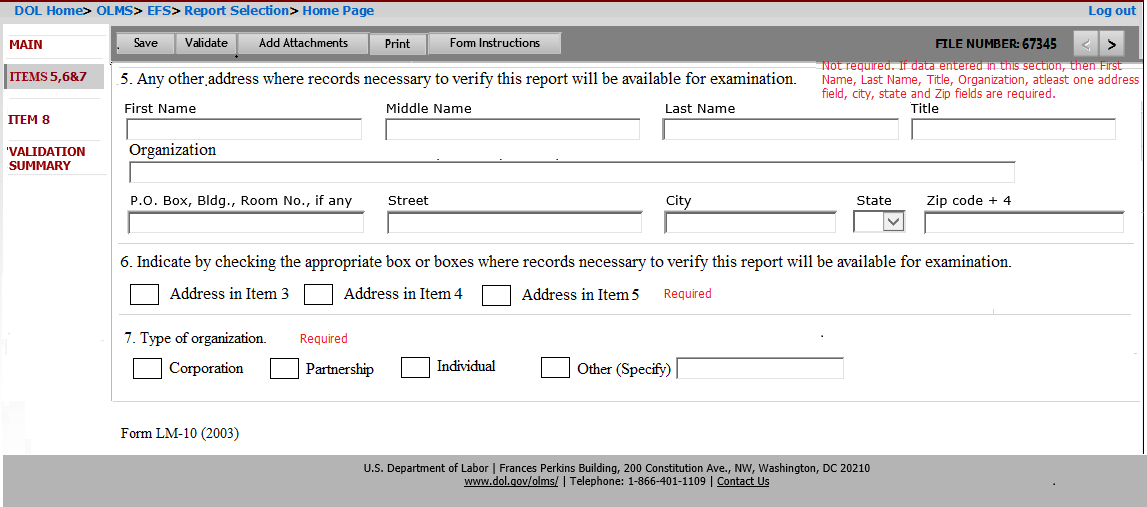 DOL Home> OLMS> EFS> Report Selection> Home Page Log out
Save Validate Add Attachments Print Form Instructions FILE NUMBER: 67345 < >
MAIN
ITEMS 5,6&7
ITEM 8
'VALIDATION
SUMMARY
5. Any other address where records necessary to verify this report will be available for examination.
Not required. If data entered in this section, then First
Name, Last Name, Title, Organization, atleast one address
field, city, state and Zip fields are required.
First Name Middle Name Last Name Title
Organization
P.O. Box, Bldg., Room No., if any Street City State Zip code + 4
6. Indicate by checking the appropriate box or boxes where records necessary to verify this report will be available for examination.
Address in Item 3 Address in Item 4 Address in Item 5 Required
7. Type of organization. Required
Corporation Partnership Individual Other (Specify)
Form LM-10 (2003)
U.S. Department of Labor | Frances Perkins Building, 200 Constitution Ave., NW, Washington, DC 20210
www.dol.gov/olms/ | Telephone: 1-866-401-1109 | Contact Us